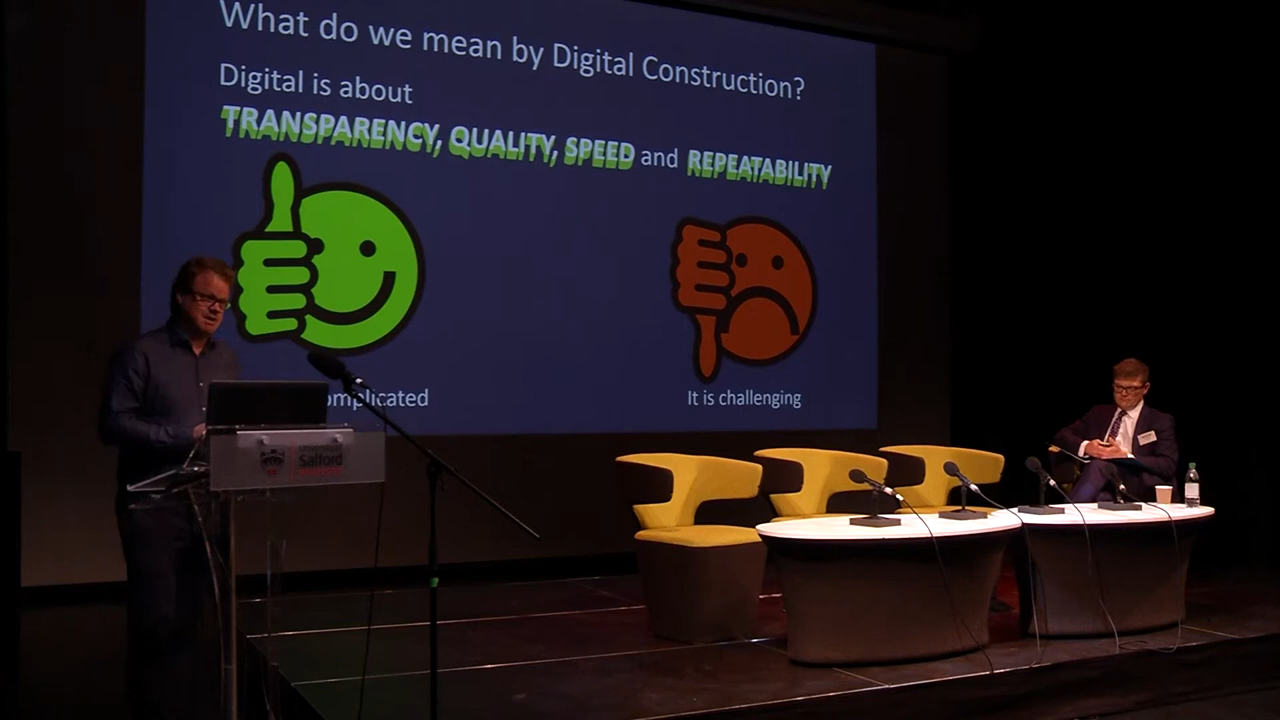 What do we mean by Digital Construction?
Digital is about
TRANSPARENCY, QUALITY, SPEED and REPEATABILITY
omplicated
It is challenging
Salford